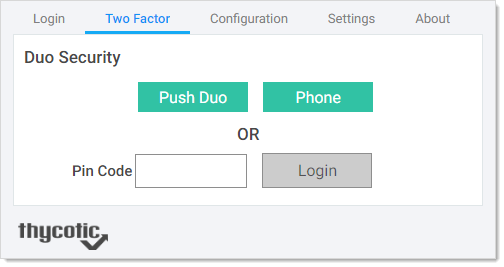 Login Two Factor Configuration Settings About
Duo Security
Push Duo Phone
OR
Pin Code Login
thycotic